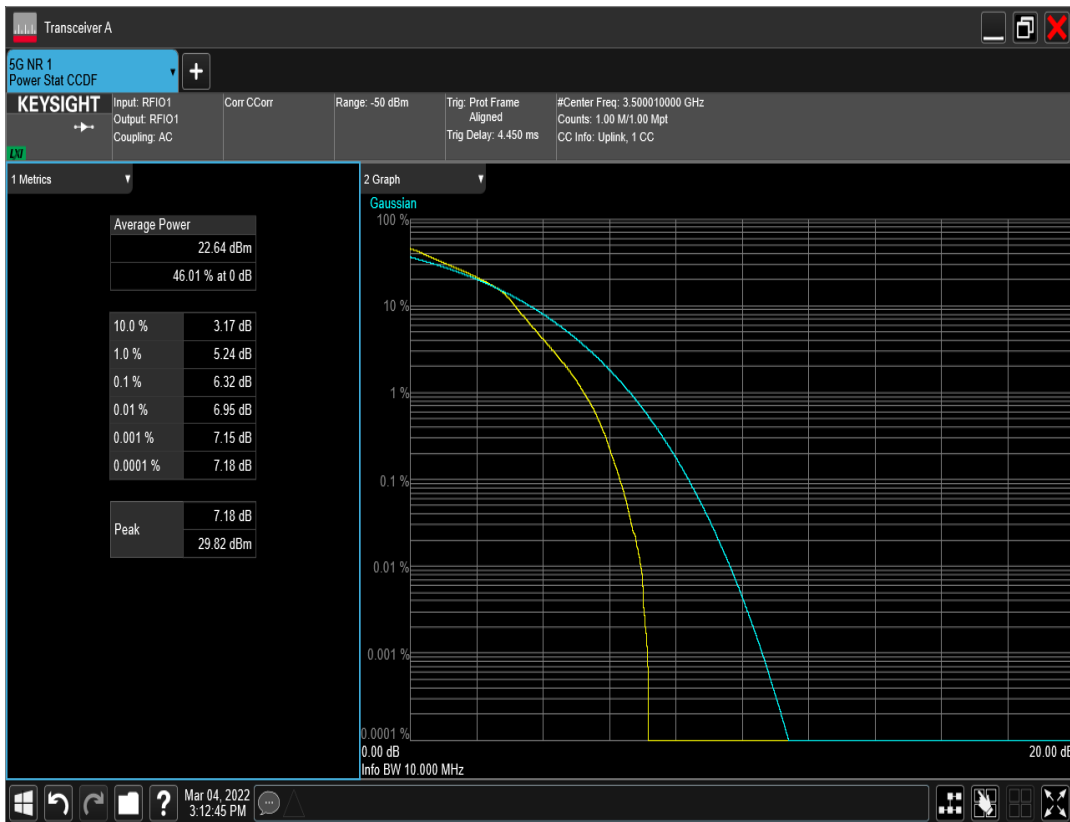 Transceiver A
5G NR 1
Power Stat CCDF
KEYSIGHT
LXI
Input: RFIO1
Output: RFIO1
Coupling: AC
Corr CCorr
Range: -50 dBm
Trig: Prot Frame
Aligned
Trig Delay: 4.450 ms
#Center Freq: 3.500010000 GHz
Counts: 1.00 M/1.00 Mpt
CC Info: Uplink, 1 CC
1 Metrics
Average Power
22.64 dBm
46.01 % at 0 dB
10.0 % 3.17 dB
1.0 % 5.24 dB
0.1 % 6.32 dB
0.01 % 6.95 dB
0.001 % 7.15 dB
0.0001 % 7.18 dB
Peak 7.18 dB
29.82 dBm
2 Graph
Gaussian
100 %
10 %
1 %
0.1 %
0.01 %
0.001 %
0.0001 %
0.00 dB 20.00 dB
Info BW 10.000 MHz
Mar 04, 2022
3:12:45 PM